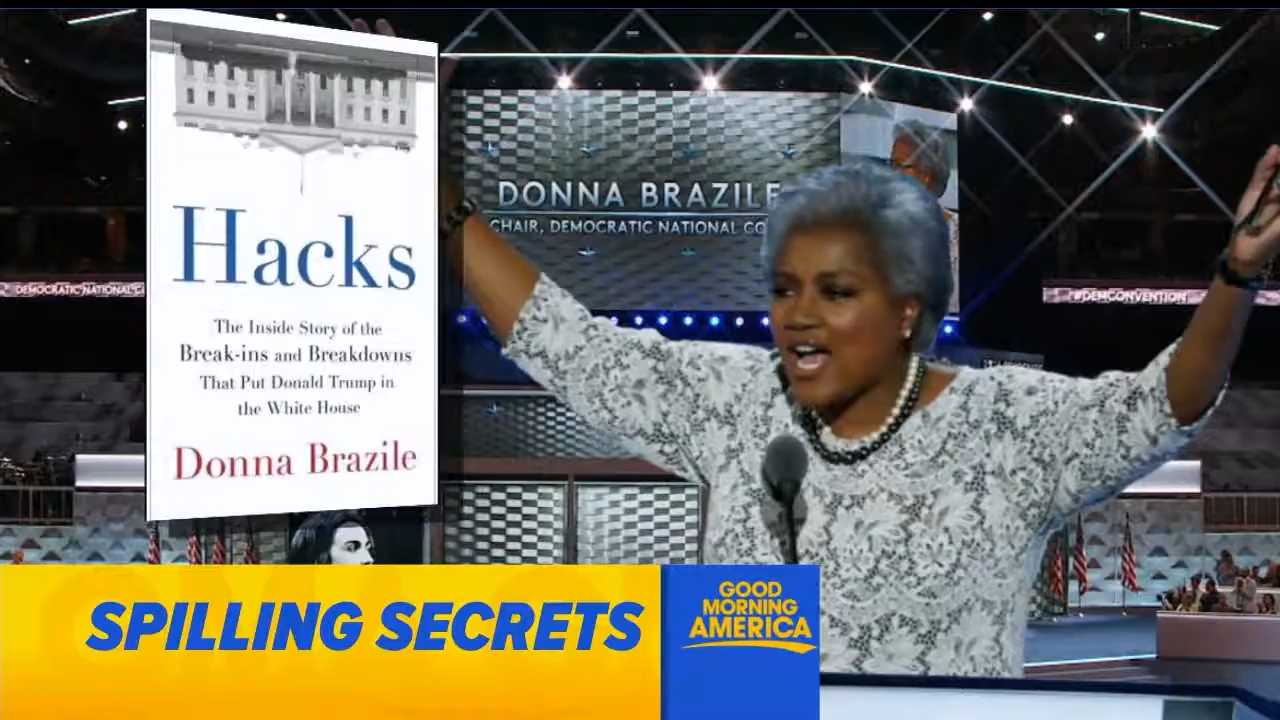 Hacks
The Inside Story of the
Break-ins and Breakdowns
That Put Donald Trump in
the White House
Donna Brazile
DONNA BRAZILE
CHAIR, DEMOCRATIC NATIONAL CO
DEMOCRATIC NATIONAL C
#DEMCONVENTION
SPILLING SECRETS
GOOD
MORNING
AMERICA